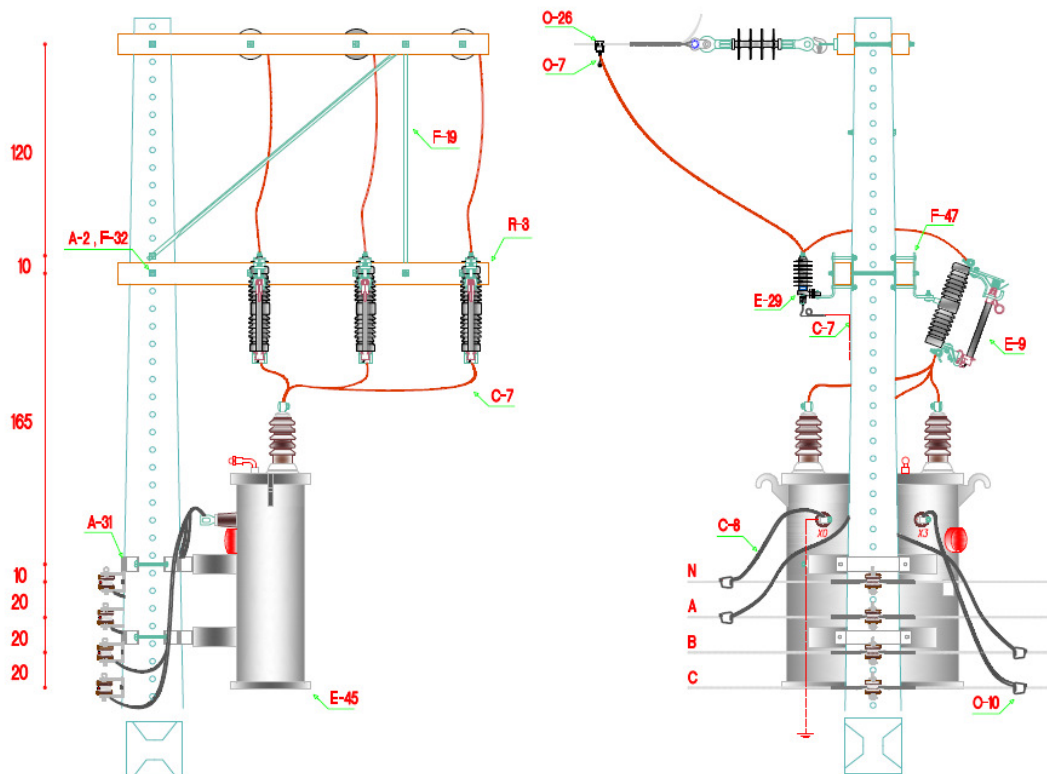 O-26
O-7
F-19
120
F-47
A-2 , F-32
R-3
10
E-29
C-7
E-9
C-7
165
A-31
C-8
X0
X3
N
10
20
A
20
B
20
C
E-45
O-10